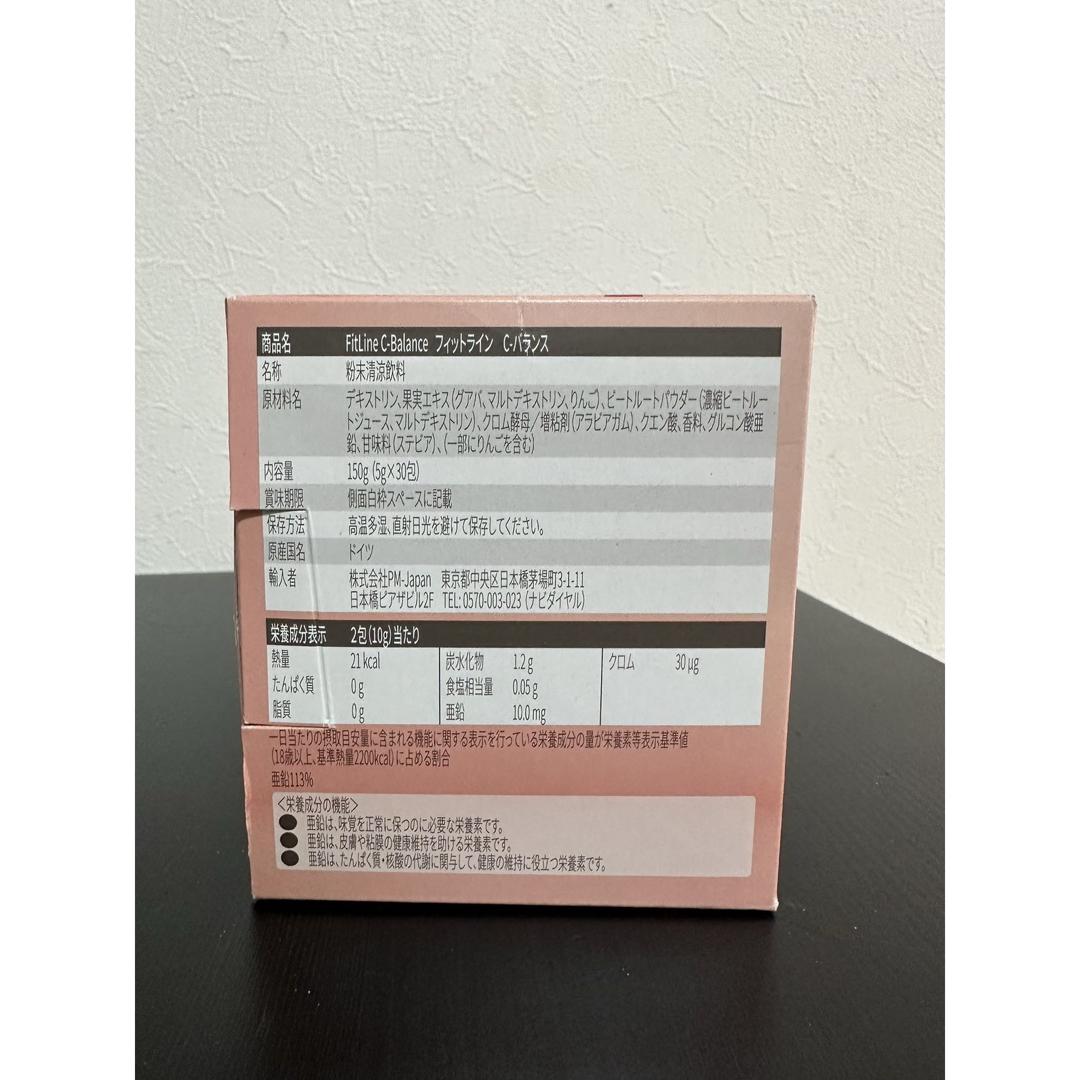 商品名 FitLine C-Balance フィットライン C-バランス
名称 粉末清涼飲料
原材料名 デキストリン、果実エキス(グアバ、マルトデキストリン、りんご)、ビートルートパウダー(濃縮ビートルー
トジュース、マルトデキストリン)、クロム酵母/増粘剤(アラビアガム)、クエン酸、香料、グルコン酸亜
鉛、甘味料(ステビア)、(一部にりんごを含む)
内容量 150g (5g×30包)
賞味期限 側面白枠スペースに記載
保存方法 高温多湿、直射日光を避けて保存してください。
原産国名 ドイツ
輸入者 株式会社PM-Japan 東京都中央区日本橋茅場町3-1-11
日本橋ピアザビル2F TEL: 0570-003-023 (ナビダイヤル)
栄養成分表示 2包(10g)当たり
熱量 21 kcal 炭水化物 1.2 g クロム 30 μg
たんぱく質 0 g 食塩相当量 0.05 g
脂質 0 g 亜鉛 10.0 mg
一日当たりの摂取目安量に含まれる機能に関する表示を行っている栄養成分の量が栄養素等表示基準値
(18歳以上、基準熱量2200kcal)に占める割合
亜鉛113%
<栄養成分の機能>
● 亜鉛は、味覚を正常に保つのに必要な栄養素です。
● 亜鉛は、皮膚や粘膜の健康維持を助ける栄養素です。
● 亜鉛は、たんぱく質・核酸の代謝に関与して、健康の維持に役立つ栄養素です。